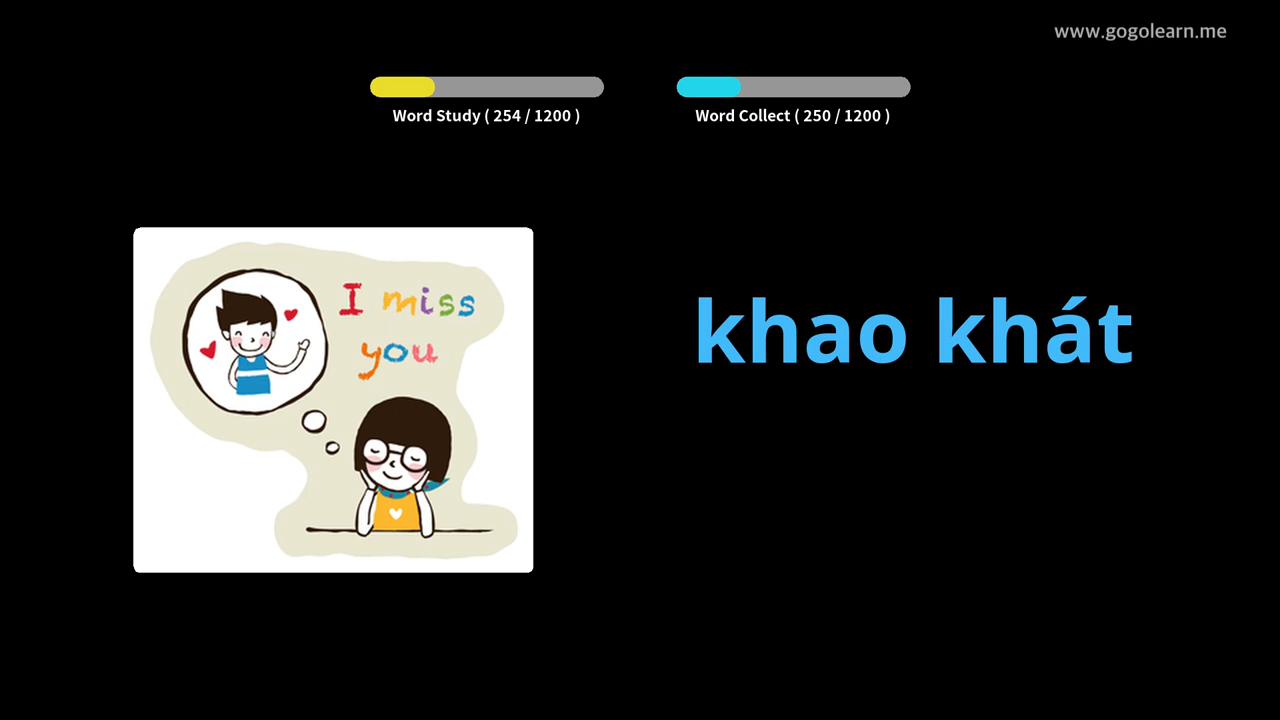 www.gogolearn.me
Word Study ( 254 / 1200 )
Word Collect ( 250 / 1200 )
I miss
you
khao khát